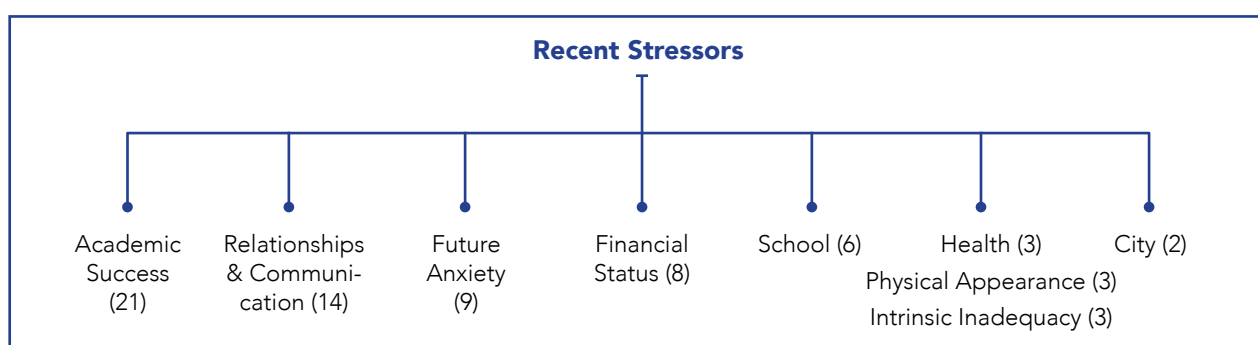 Recent Stressors
Academic
Success
(21)
Relationships
& Communi-
cation (14)
Future
Anxiety
(9)
Financial
Status (8)
School (6)
Health (3)
Physical Appearance (3)
Intrinsic Inadequacy (3)
City (2)